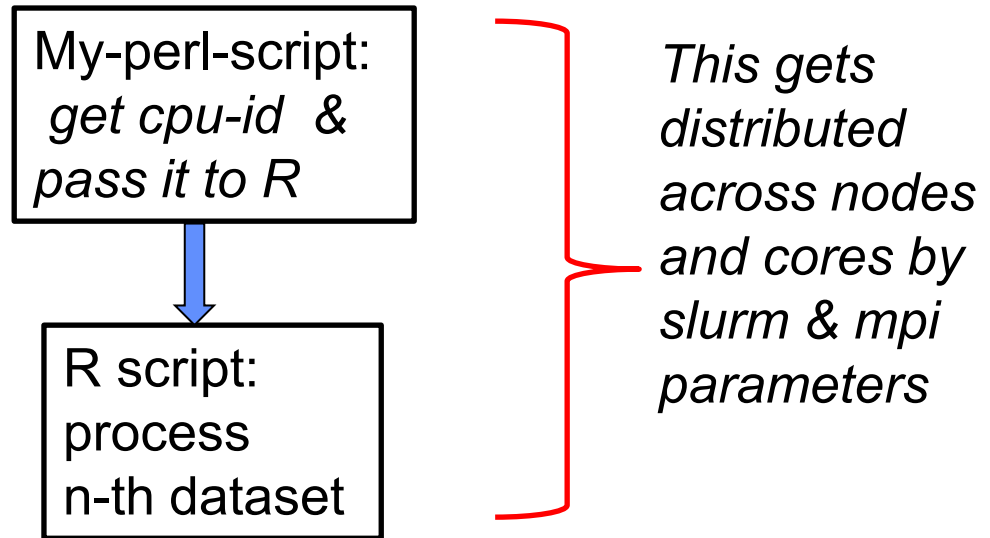 My-perl-script:
get cpu-id &
pass it to R
R script:
process
n-th dataset
This gets
distributed
across nodes
and cores by
slurm & mpi
parameters